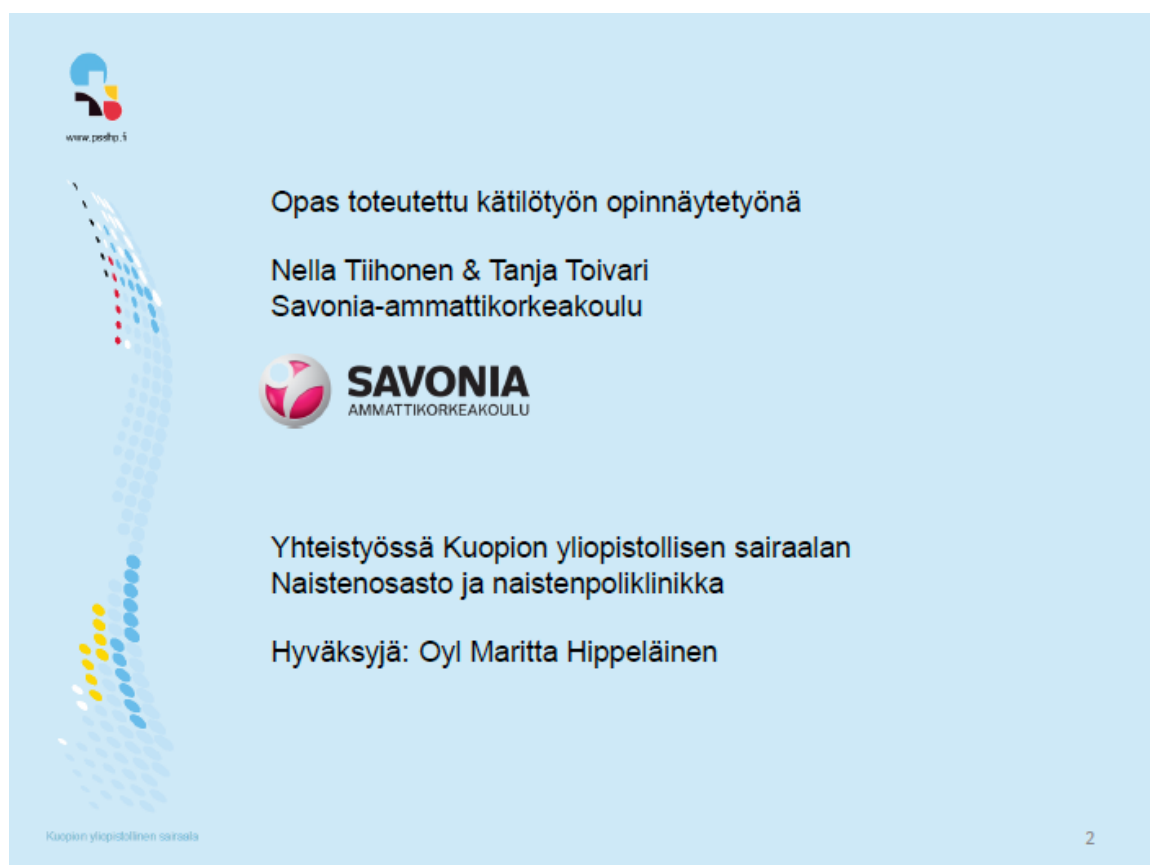 www.psshp.fi
Opas toteutettu kätilötyön opinnäytetyönä
Nella Tiihonen & Tanja Toivari
Savonia-ammattikorkeakoulu
SAVONIA
AMMATTIKORKEAKOULU
Yhteistyössä Kuopion yliopistollisen sairaalan
Naistenosasto ja naistenpoliklinikka
Hyväksyjä: Oyl Maritta Hippeläinen
Kuopion yliopistollinen sairaala
2